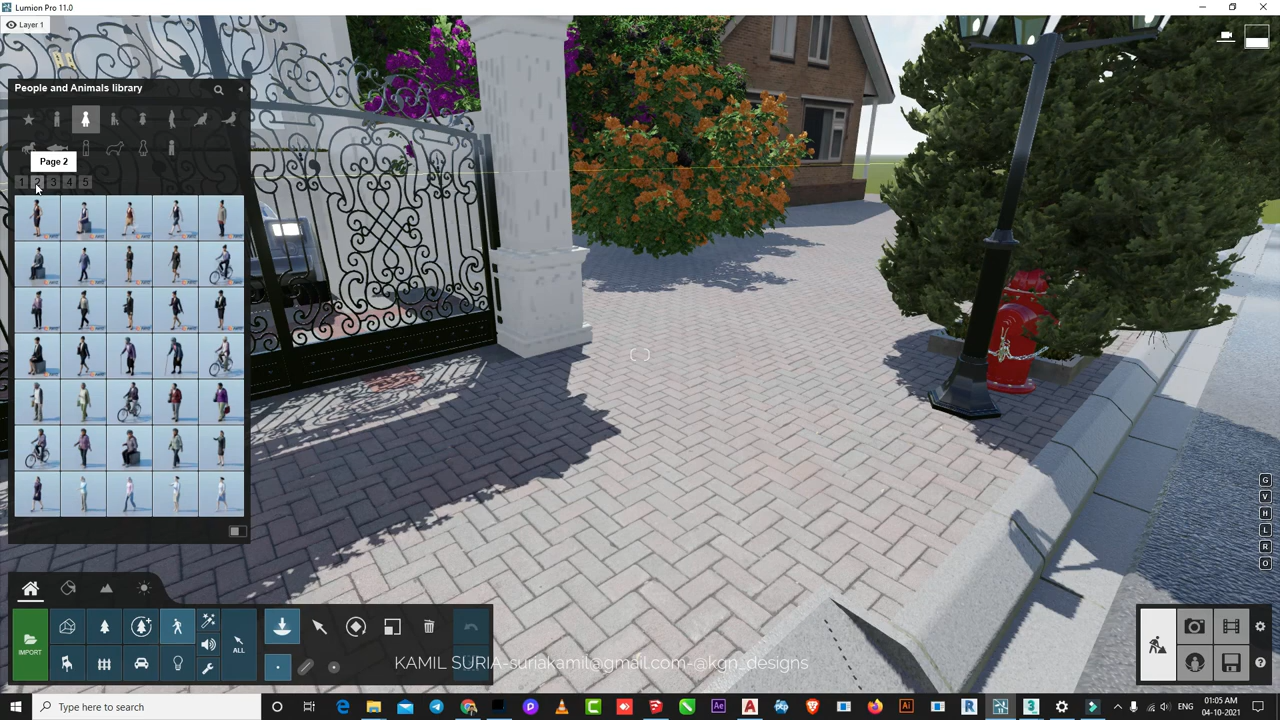 Lumion Pro 11.0
Layer 1
People and Animals library
Page 2
1 2 3 4 5
G
V
H
L
R
O
IMPORT
ALL
KAMIL SURIA-suriakamil@gmail.com-@kgn_designs
Type here to search
ENG
01:05 AM
04-10-2021